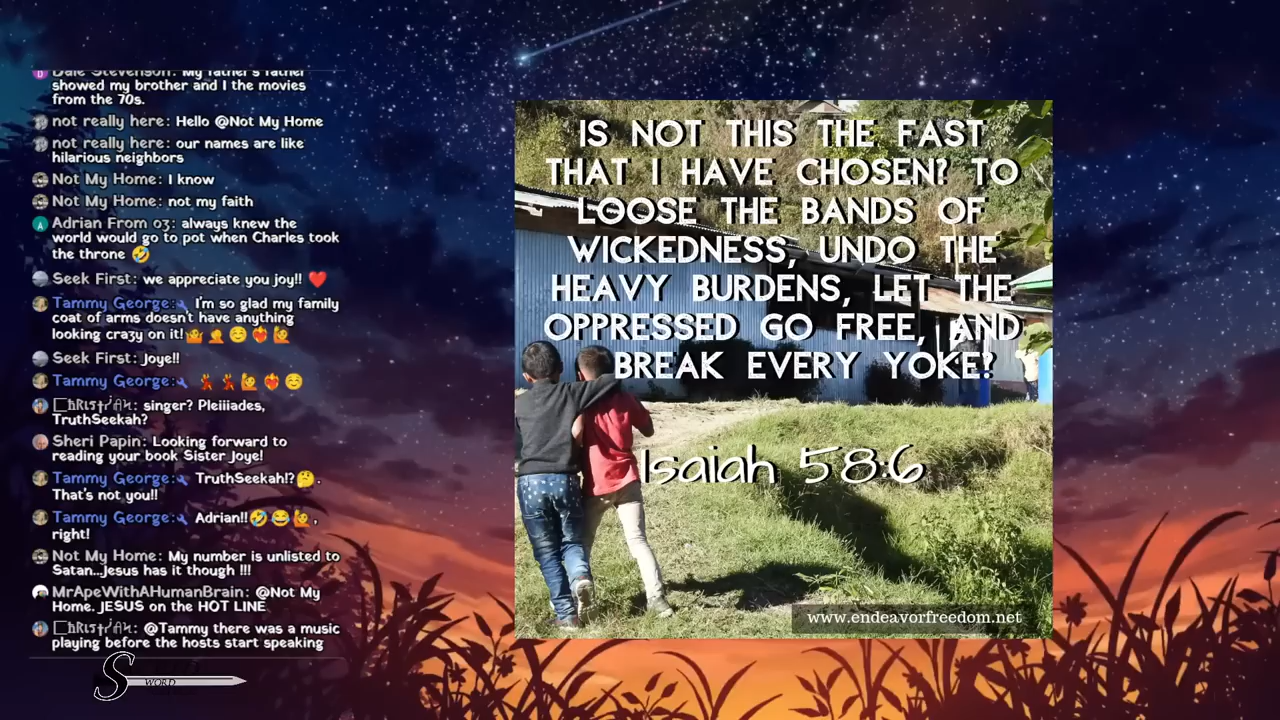 Dale Stevenson: My father's father
showed my brother and I the movies
from the 70s.
not really here: Hello @Not My Home
not really here: our names are like
hilarious neighbors
Not My Home: I know
Not My Home: not my faith
Adrian From o3: always knew the
world would go to pot when Charles took
the throne 🤣
Seek First: we appreciate you joy!! ❤️
Tammy George: I'm so glad my family
coat of arms doesn't have anything
looking crazy on it!
Seek First: Joye!!
Tammy George:
singer? Pleiiiades,
TruthSeekah?
Sheri Papin: Looking forward to
reading your book Sister Joye!
Tammy George: TruthSeekah!?🤔.
That's not you!!
Tammy George: Adrian!!🤣😂🙋,
right!
Not My Home: My number is unlisted to
Satan...Jesus has it though !!!
MrApeWithAHumanBrain: @Not My
Home. JESUS on the HOT LINE
@Tammy there was a music
playing before the hosts start speaking
SWORD
IS NOT THIS THE FAST
THAT I HAVE CHOSEN? TO
LOOSE THE BANDS OF
WICKEDNESS, UNDO THE
HEAVY BURDENS, LET THE
OPPRESSED GO FREE, AND
BREAK EVERY YOKE?
Isaiah 58:6
www.endeavorfreedom.net